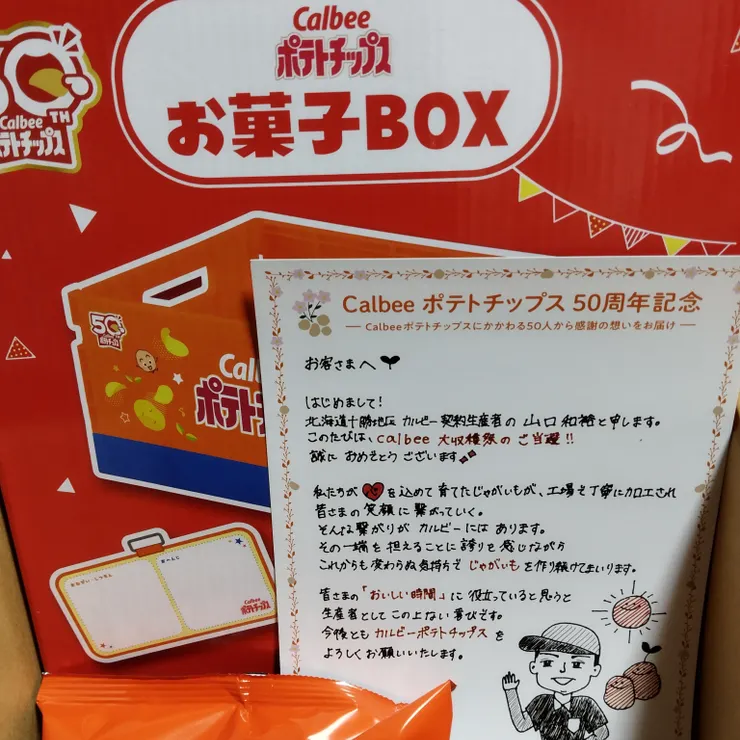 Calbee
ポテトチップス
お菓子BOX
50
TH
Calbee
テトチップス
50
Cal
ポテト
Calbee ポテトチップス 50周年記念
Calbeeポテトチップスにかかわる50人から感謝の想いをお届け
お客さまへ
はじめまして!
北海道十勝地区 カルビー契約生産者の 山口 和裕と申します。
このたびは、calbee 大収穫祭の ご当選!!
誠に おめでとう ございます
私たちが を込めて育てたじゃがいもが、工場で丁寧に加工され
皆さまの 笑顔 に 繋がっていく。
そんな繋がりが カルビーには あります。
その一端を担えることに誇りを感じながら
これからも変わらぬ気持ちで じゃがいもを作り続けてまいります。
皆さまの「おいしい時間」に役立っていると思うと
生産者として この上ない 喜びです。
今後とも カルビーポテトチップス を
よろしく お願いいたします。